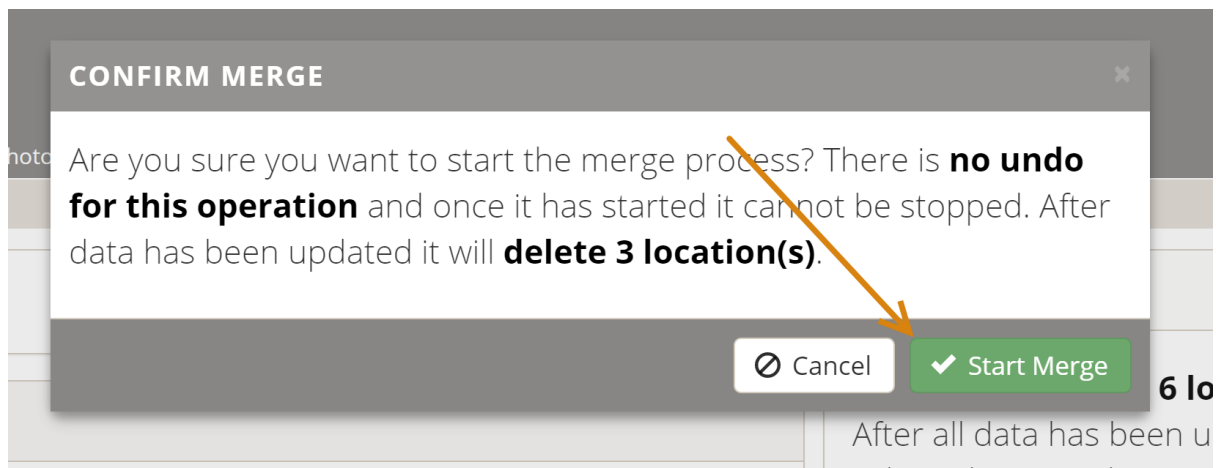 CONFIRM MERGE ×
Are you sure you want to start the merge process? There is no undo
for this operation and once it has started it cannot be stopped. After
data has been updated it will delete 3 location(s).
Cancel
Start Merge
After all data has been u